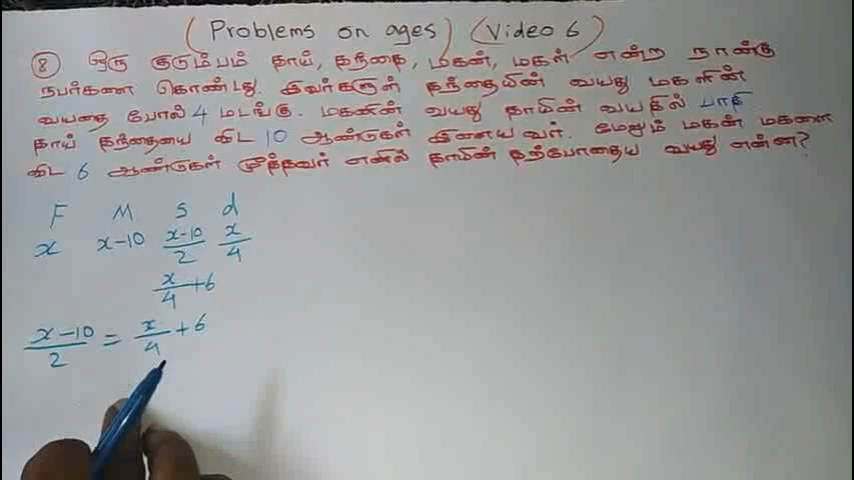 (Problems on ages) (Video 6)
8 ஒரு குடும்பம் தாய், தந்தை, மகன், மகள் என்ற நான்கு
நபர்களை கொண்டது. இவர்களுள் தந்தையின் வயது மகளின்
வயதை போல் 4 மடங்கு. மகனின் வயது தாயின் வயதில் பாதி
தாய் தந்தையை விட 10 ஆண்டுகள் இளையவள். மேலும் மகன் மகளை
விட 6 ஆண்டுகள் மூத்தவர் எனில் தாயின் தற்போதைய வயது என்ன?
F M S d
x x-10 (x-10)/2 x/4
x/4 + 6
(x-10)/2 = x/4 + 6